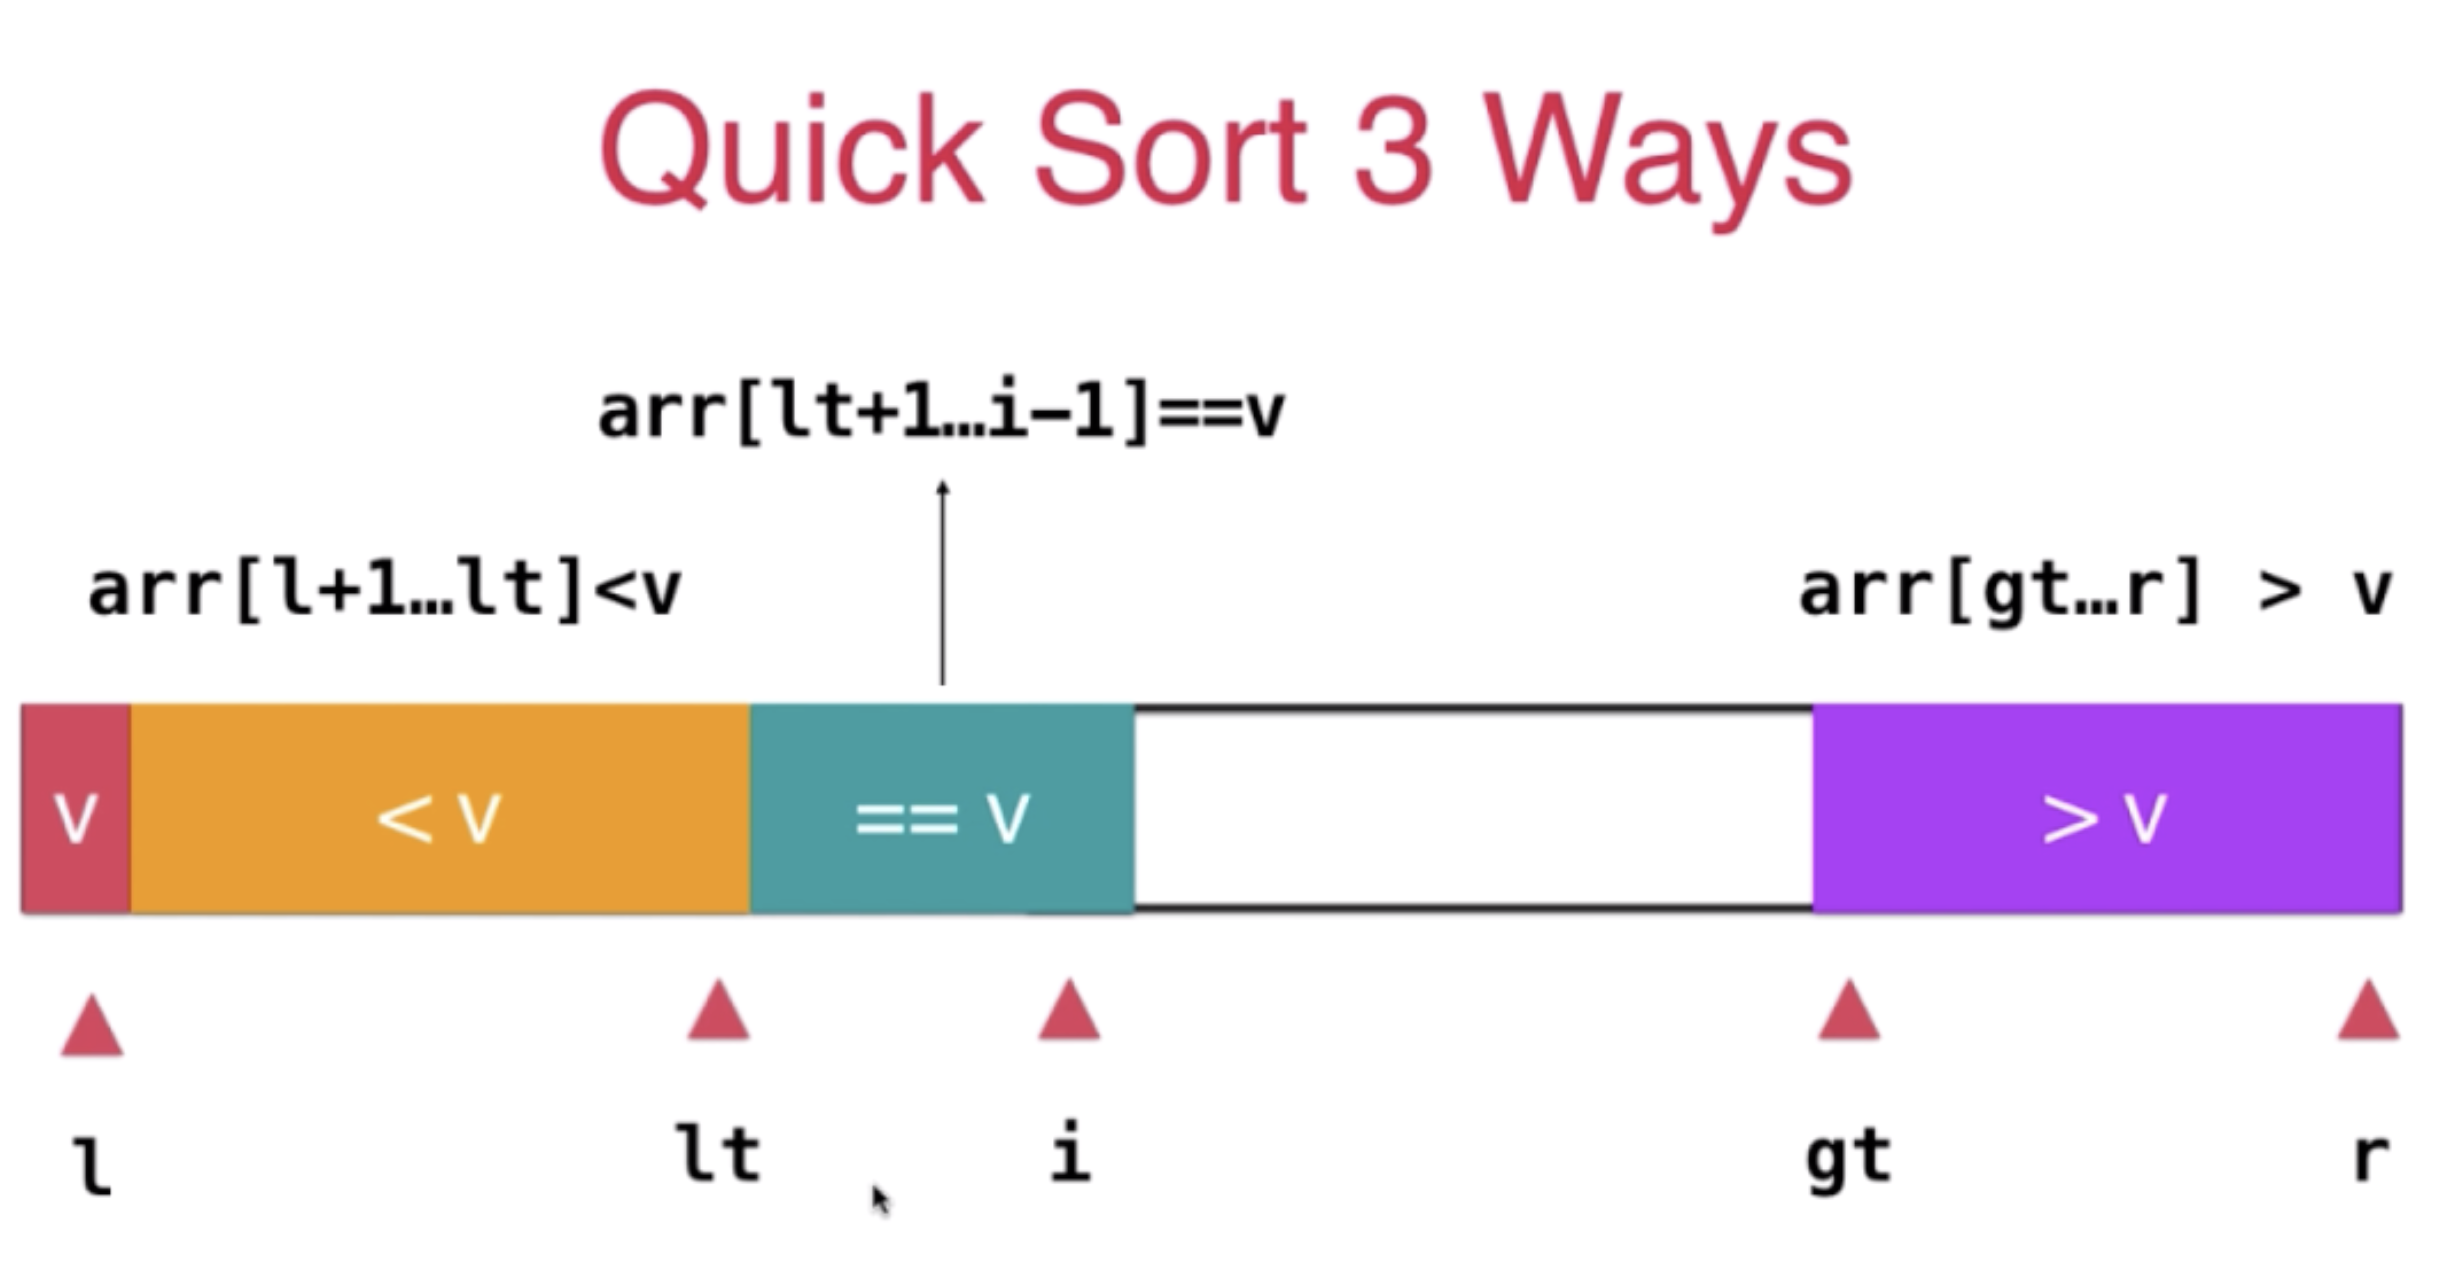 Quick Sort 3 Ways
arr[lt+1…i-1]==v
arr[l+1…lt]<v
arr[gt…r] > v
v
< v
== v
> v
l
lt
i
gt
r